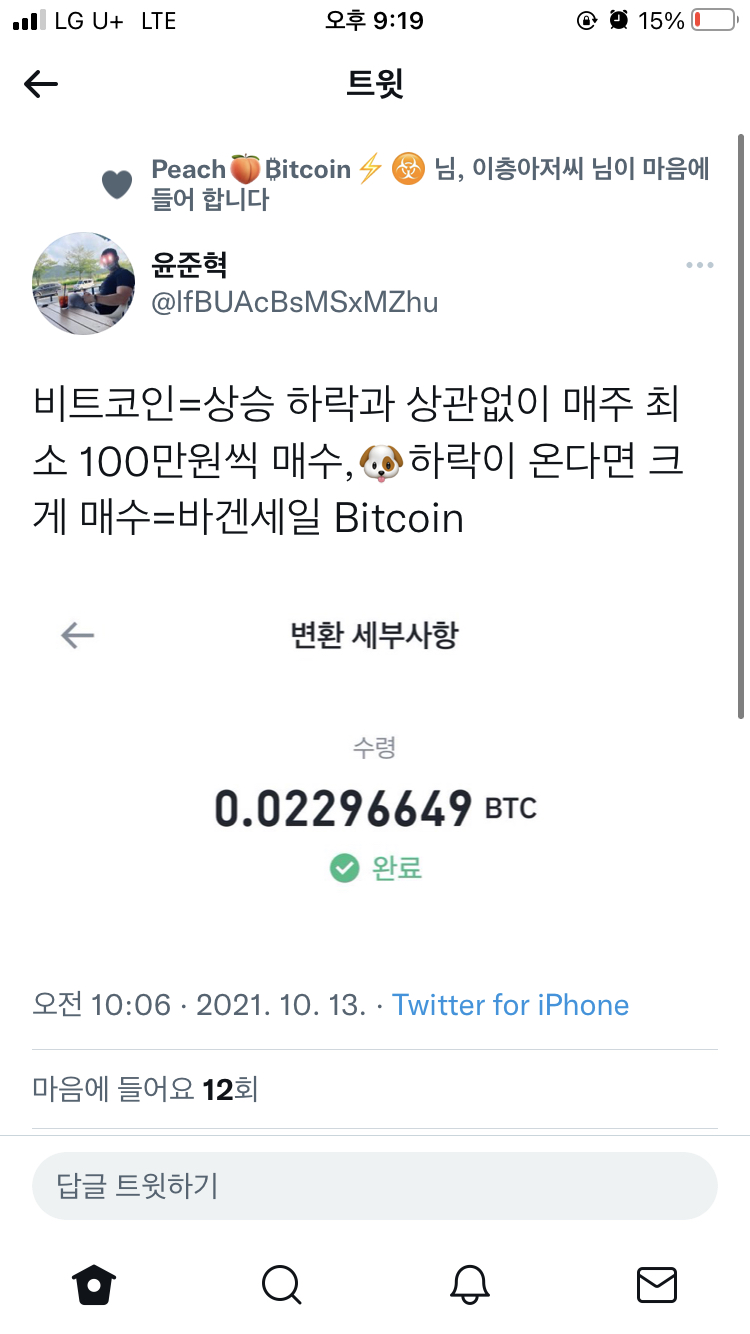 LG U+ LTE 오후 9:19 15%
트윗
Peach🍑₿itcoin⚡☣ 님, 이층아저씨 님이 마음에
들어 합니다
윤준혁
@lfBUAcBsMSxMZhu
비트코인=상승 하락과 상관없이 매주 최
소 100만원씩 매수,🐶하락이 온다면 크
게 매수=바겐세일 Bitcoin
변환 세부사항
수령
0.02296649 BTC
완료
오전 10:06 · 2021. 10. 13. · Twitter for iPhone
마음에 들어요 12회
답글 트윗하기